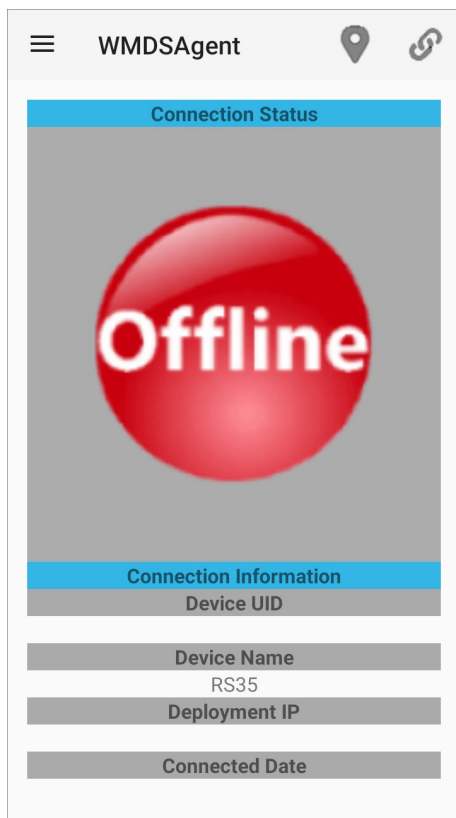 WMDSAgent
Connection Status
Offline
Connection Information
Device UID
Device Name
RS35
Deployment IP
Connected Date